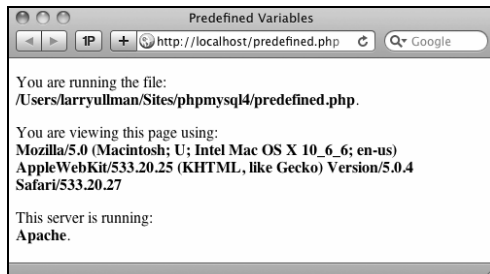 Predefined Variables
1P + http://localhost/predefined.php Google
You are running the file:
/Users/larryullman/Sites/phpmysql4/predefined.php.
You are viewing this page using:
Mozilla/5.0 (Macintosh; U; Intel Mac OS X 10_6_6; en-us)
AppleWebKit/533.20.25 (KHTML, like Gecko) Version/5.0.4
Safari/533.20.27
This server is running:
Apache.